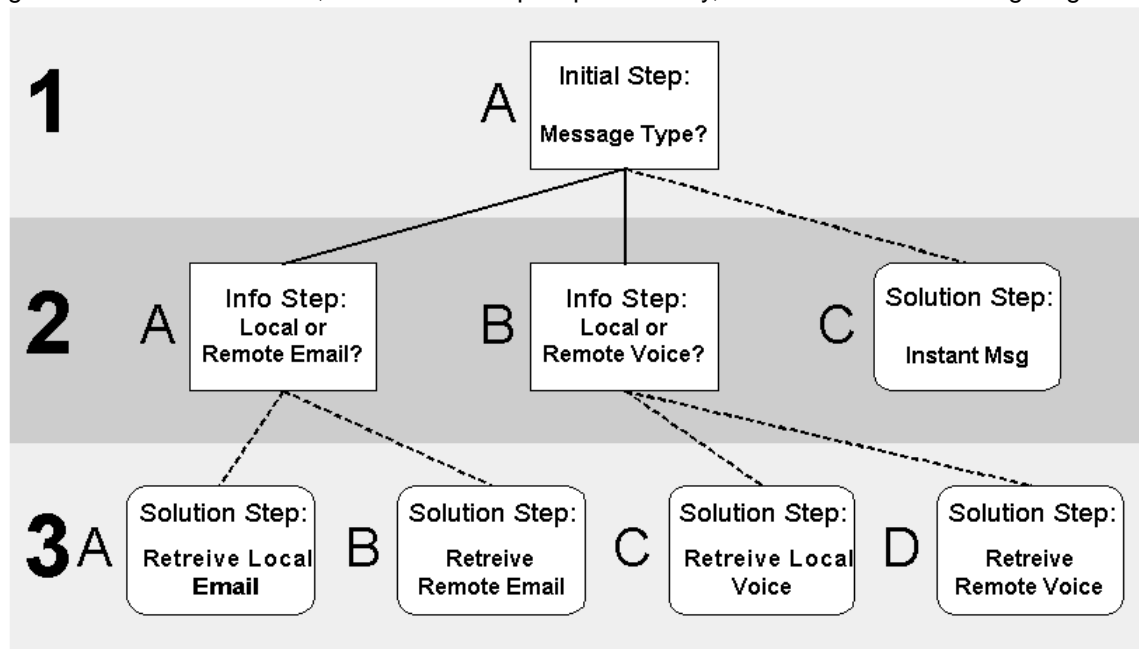 1
A
Initial Step:
Message Type?
2
A
Info Step:
Local or
Remote Email?
B
Info Step:
Local or
Remote Voice?
C
Solution Step:
Instant Msg
3
A
Solution Step:
Retreive Local
Email
B
Solution Step:
Retreive
Remote Email
C
Solution Step:
Retreive Local
Voice
D
Solution Step:
Retreive
Remote Voice